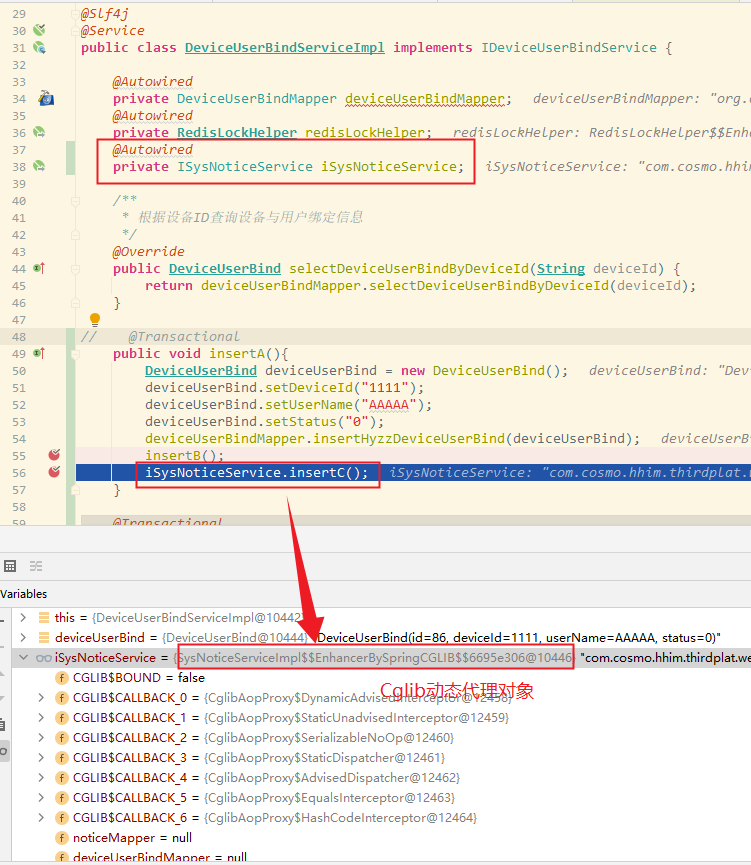 29 @Slf4j
30 @Service
31 public class DeviceUserBindServiceImpl implements IDeviceUserBindService {
32
33 @Autowired
34 private DeviceUserBindMapper deviceUserBindMapper; deviceUserBindMapper: "org.
35 @Autowired
36 private RedisLockHelper redisLockHelper; redisLockHelper: RedisLockHelper$$Enh
37 @Autowired
38 private ISysNoticeService iSysNoticeService; iSysNoticeService: "com.cosmo.hhim
39
40 /**
41 * 根据设备ID查询设备与用户绑定信息
42 */
43 @Override
44 public DeviceUserBind selectDeviceUserBindByDeviceId(String deviceId) {
45 return deviceUserBindMapper.selectDeviceUserBindByDeviceId(deviceId);
46 }
47
48 // @Transactional
49 public void insertA(){
50 DeviceUserBind deviceUserBind = new DeviceUserBind(); deviceUserBind: "Dev
51 deviceUserBind.setDeviceId("1111");
52 deviceUserBind.setUserName("AAAAA");
53 deviceUserBind.setStatus("0");
54 deviceUserBindMapper.insertHyzzDeviceUserBind(deviceUserBind); deviceUserB
55 insertB();
56 iSysNoticeService.insertC(); iSysNoticeService: "com.cosmo.hhim.thirdplat.w
57 }
58
59 @Transactional
Variables
this = {DeviceUserBindServiceImpl@10442}
deviceUserBind = {DeviceUserBind@10444} "DeviceUserBind(id=86, deviceId=1111, userName=AAAAA, status=0)"
iSysNoticeService = {SysNoticeServiceImpl$$EnhancerBySpringCGLIB$$6695e306@10446} "com.cosmo.hhim.thirdplat.we
CGLIB$BOUND = false
Cglib动态代理对象
CGLIB$CALLBACK_0 = {CglibAopProxy$DynamicAdvisedInterceptor@12458}
CGLIB$CALLBACK_1 = {CglibAopProxy$StaticUnadvisedInterceptor@12459}
CGLIB$CALLBACK_2 = {CglibAopProxy$SerializableNoOp@12460}
CGLIB$CALLBACK_3 = {CglibAopProxy$StaticDispatcher@12461}
CGLIB$CALLBACK_4 = {CglibAopProxy$AdvisedDispatcher@12462}
CGLIB$CALLBACK_5 = {CglibAopProxy$EqualsInterceptor@12463}
CGLIB$CALLBACK_6 = {CglibAopProxy$HashCodeInterceptor@12464}
noticeMapper = null
deviceUserBindMapper = null